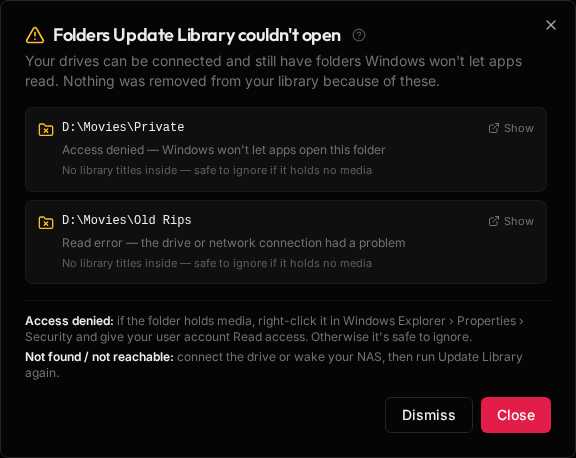 Folders Update Library couldn't open
Your drives can be connected and still have folders Windows won't let apps
read. Nothing was removed from your library because of these.
D:\Movies\Private
Show
Access denied — Windows won't let apps open this folder
No library titles inside — safe to ignore if it holds no media
D:\Movies\Old Rips
Show
Read error — the drive or network connection had a problem
No library titles inside — safe to ignore if it holds no media
Access denied: if the folder holds media, right-click it in Windows Explorer › Properties ›
Security and give your user account Read access. Otherwise it's safe to ignore.
Not found / not reachable: connect the drive or wake your NAS, then run Update Library
again.
Dismiss
Close